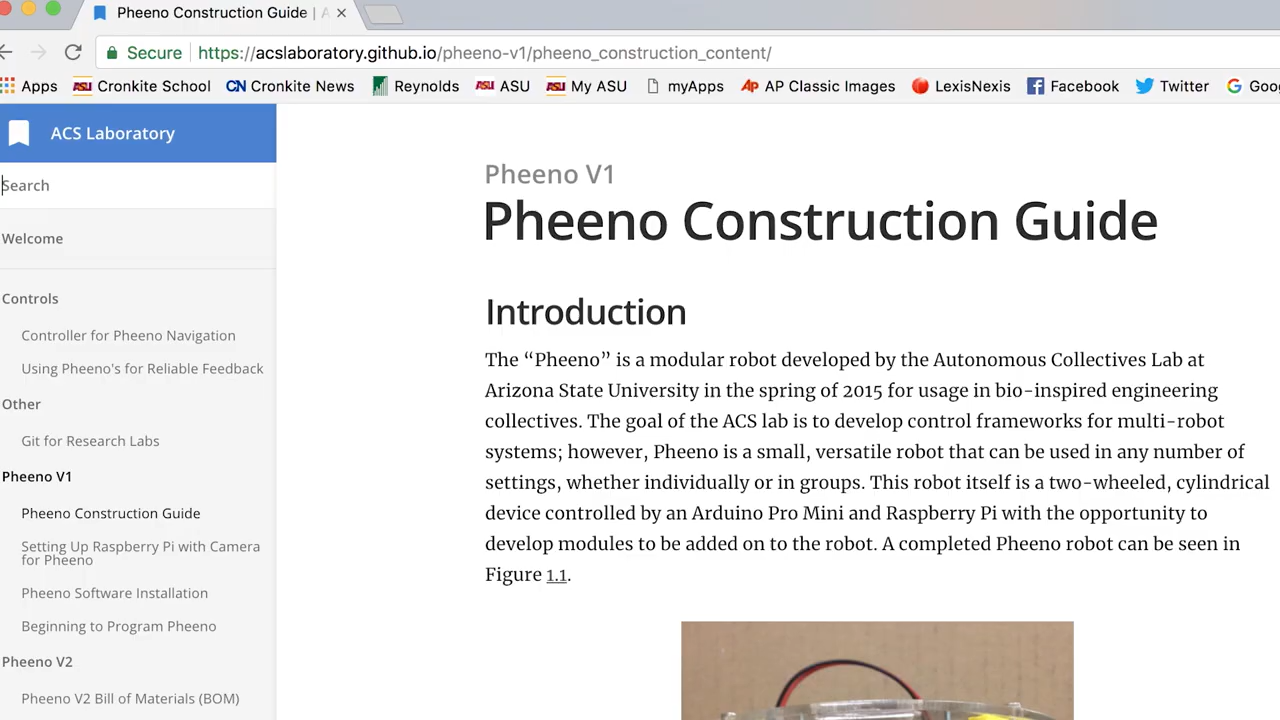 Pheeno Construction Guide |
Secure https://acslaboratory.github.io/pheeno-v1/pheeno_construction_content/
Apps Cronkite School CN Cronkite News Reynolds ASU My ASU myApps AP AP Classic Images LexisNexis Facebook Twitter Goo
ACS Laboratory
Search
Welcome
Controls
Controller for Pheeno Navigation
Using Pheeno's for Reliable Feedback
Other
Git for Research Labs
Pheeno V1
Pheeno Construction Guide
Setting Up Raspberry Pi with Camera
for Pheeno
Pheeno Software Installation
Beginning to Program Pheeno
Pheeno V2
Pheeno V2 Bill of Materials (BOM)
Pheeno V1
Pheeno Construction Guide
Introduction
The “Pheeno” is a modular robot developed by the Autonomous Collectives Lab at
Arizona State University in the spring of 2015 for usage in bio-inspired engineering
collectives. The goal of the ACS lab is to develop control frameworks for multi-robot
systems; however, Pheeno is a small, versatile robot that can be used in any number of
settings, whether individually or in groups. This robot itself is a two-wheeled, cylindrical
device controlled by an Arduino Pro Mini and Raspberry Pi with the opportunity to
develop modules to be added on to the robot. A completed Pheeno robot can be seen in
Figure 1.1.